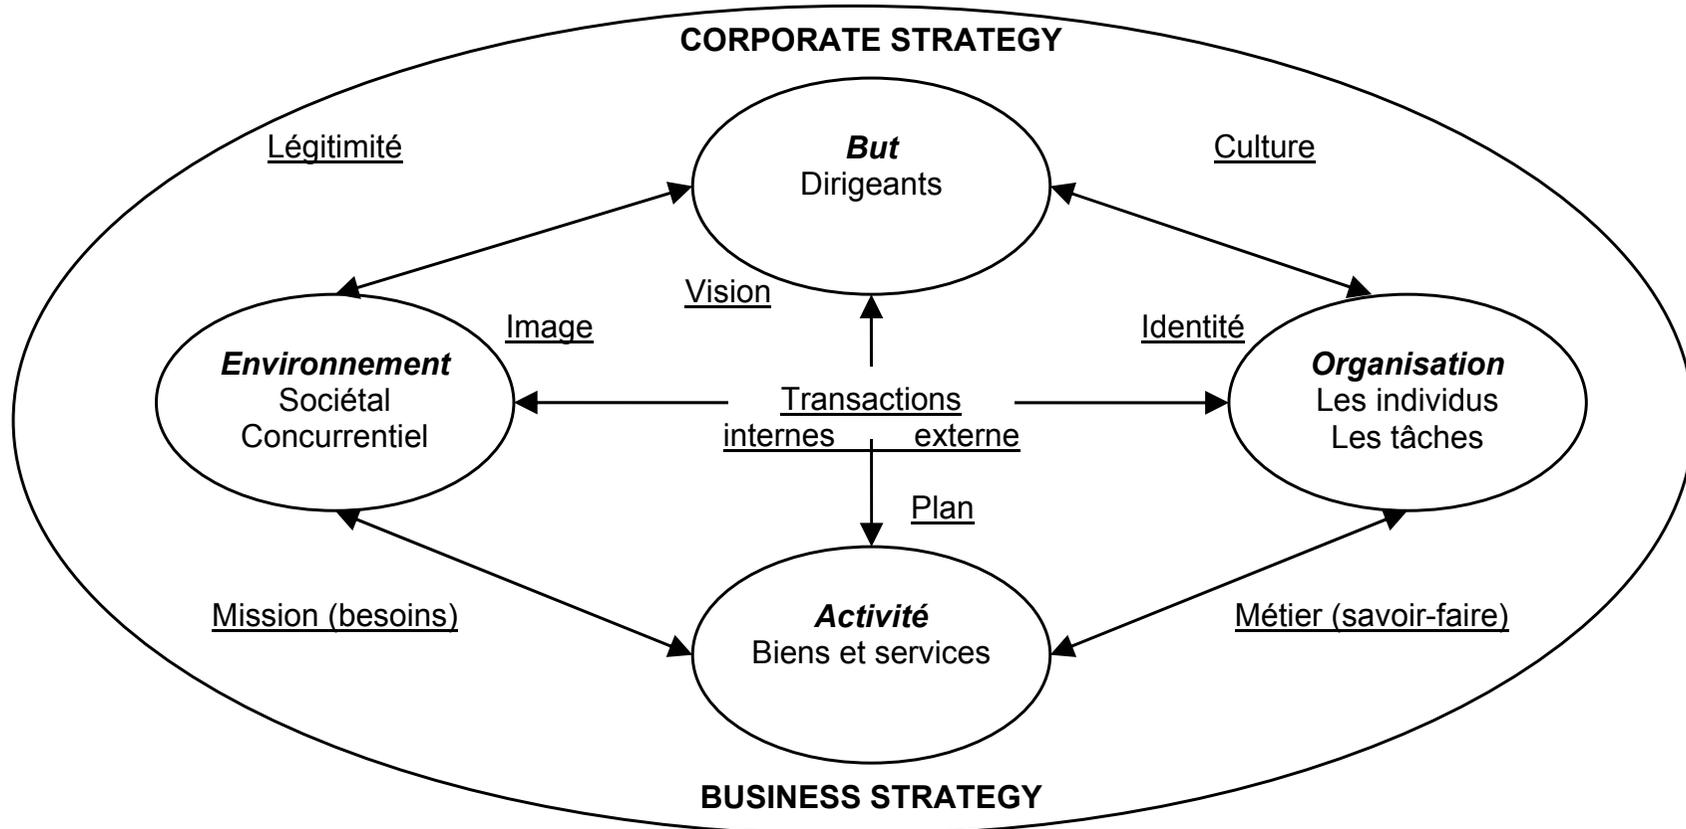 CORPORATE STRATEGY
Légitimité
But
Dirigeants
Culture
Vision
Image
Identité
Environnement
Sociétal
Concurrentiel
Transactions
internes externe
Organisation
Les individus
Les tâches
Plan
Mission (besoins)
Activité
Biens et services
Métier (savoir-faire)
BUSINESS STRATEGY